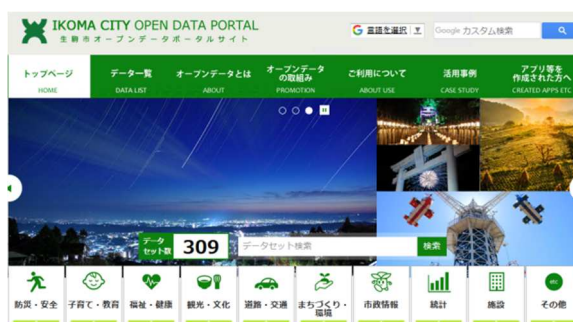 IKOMA CITY OPEN DATA PORTAL
生駒市オープンデータポータルサイト
言語を選択 ▼
Google カスタム検索
トップページ
HOME
データ一覧
DATA LIST
オープンデータとは
ABOUT
オープンデータ
の取組み
PROMOTION
ご利用について
ABOUT USE
活用事例
CASE STUDY
アプリ等を
作成された方へ
CREATED APPS ETC
データ
セット数
309
データセット検索
検索
防災・安全
子育て・教育
福祉・健康
観光・文化
道路・交通
まちづくり・
環境
市政情報
統計
施設
その他